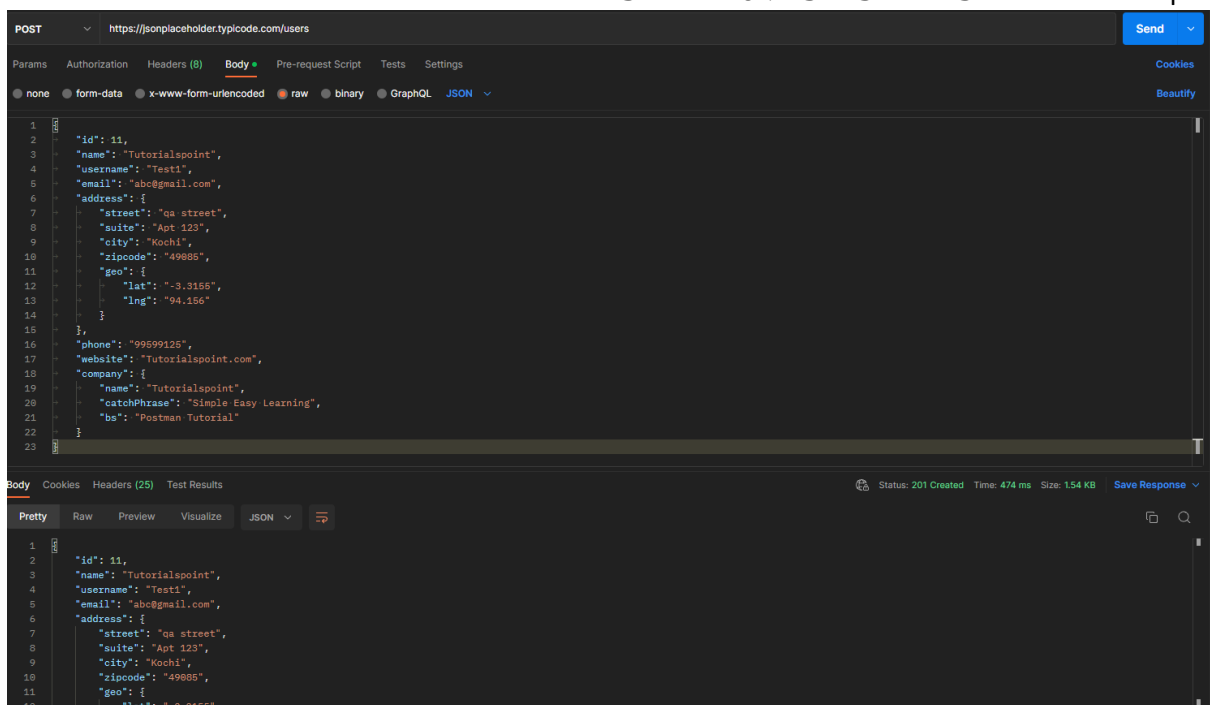 POST https://jsonplaceholder.typicode.com/users Send
Params Authorization Headers (8) Body Pre-request Script Tests Settings Cookies
none form-data x-www-form-urlencoded raw binary GraphQL JSON Beautify
1 {
2 "id": 11,
3 "name": "Tutorialspoint",
4 "username": "Test1",
5 "email": "abc@gmail.com",
6 "address": {
7 "street": "qa street",
8 "suite": "Apt 123",
9 "city": "Kochi",
10 "zipcode": "49085",
11 "geo": {
12 "lat": "-3.3155",
13 "lng": "94.156"
14 }
15 },
16 "phone": "99599125",
17 "website": "Tutorialspoint.com",
18 "company": {
19 "name": "Tutorialspoint",
20 "catchPhrase": "Simple Easy Learning",
21 "bs": "Postman Tutorial"
22 }
23 }
Body Cookies Headers (25) Test Results Status: 201 Created Time: 474 ms Size: 1.54 KB Save Response
Pretty Raw Preview Visualize JSON
1 {
2 "id": 11,
3 "name": "Tutorialspoint",
4 "username": "Test1",
5 "email": "abc@gmail.com",
6 "address": {
7 "street": "qa street",
8 "suite": "Apt 123",
9 "city": "Kochi",
10 "zipcode": "49085",
11 "geo": {